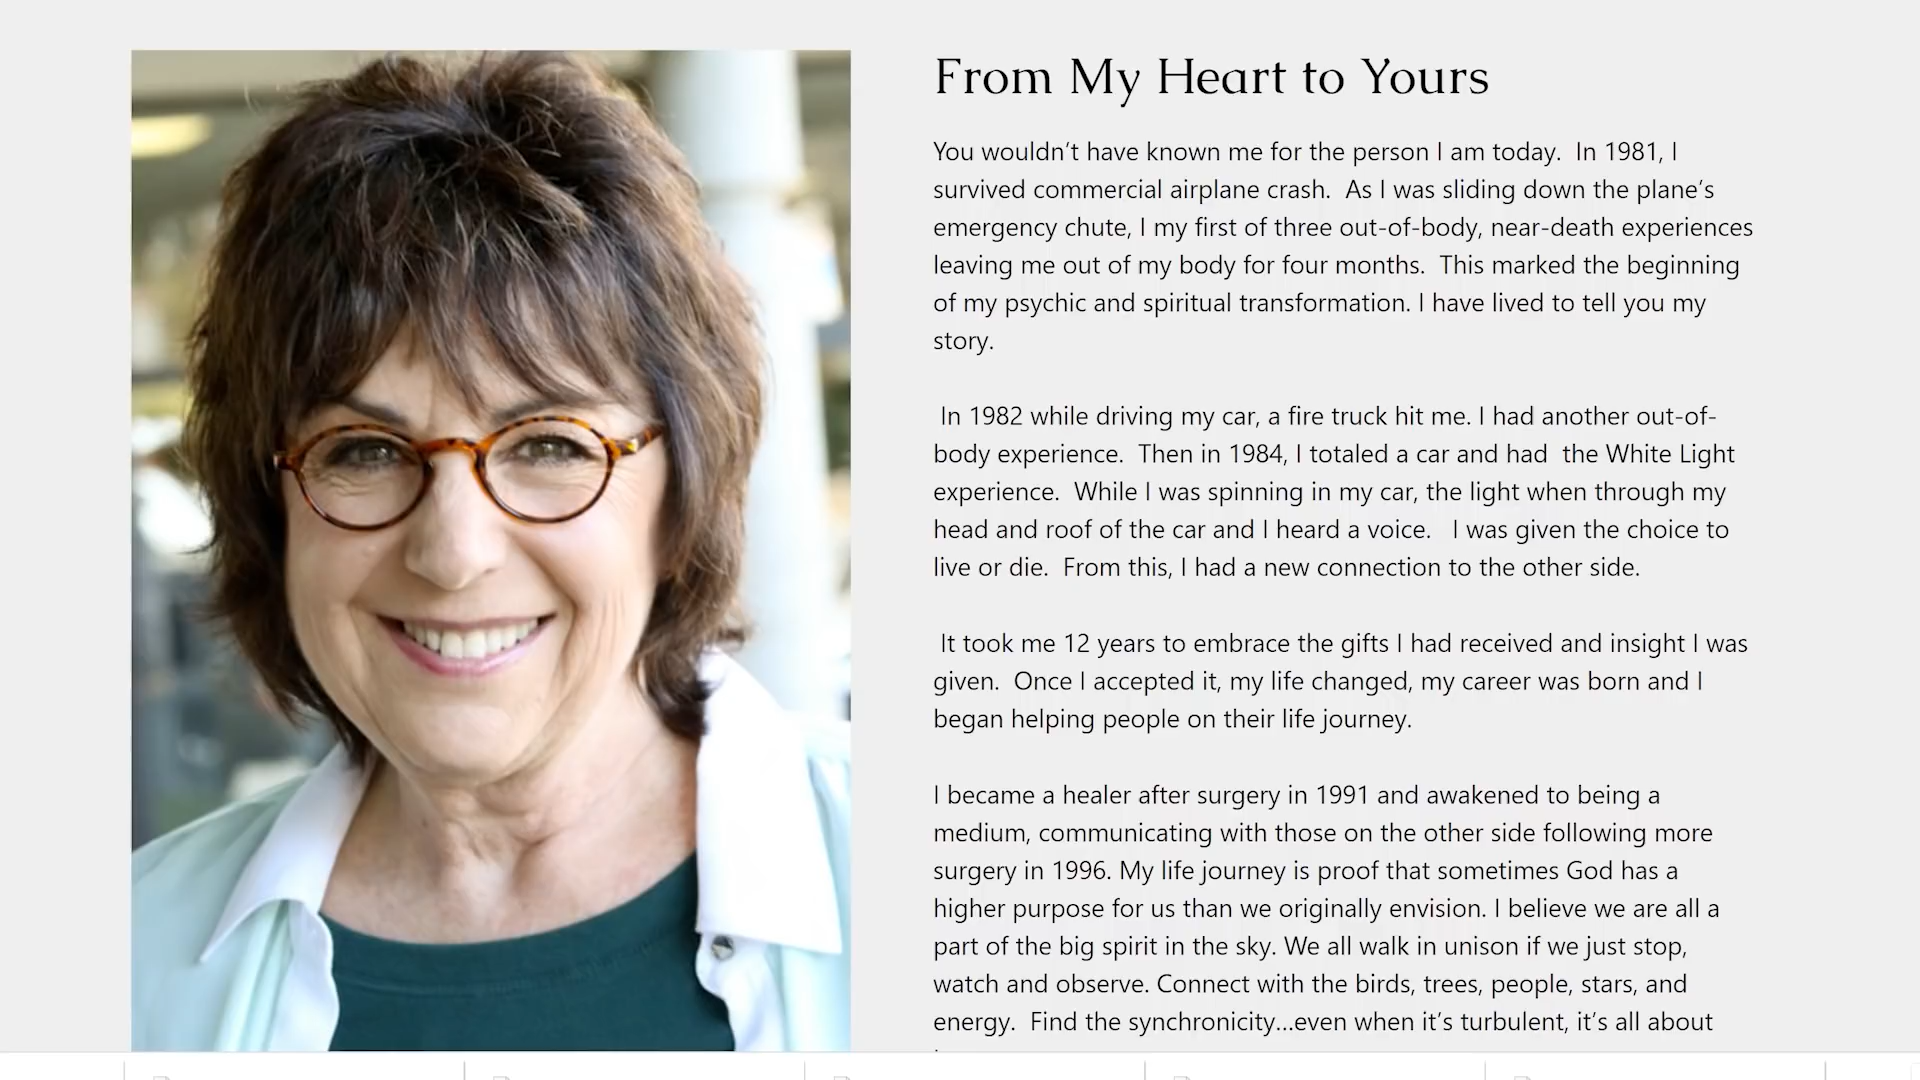 From My Heart to Yours
You wouldn’t have known me for the person I am today.  In 1981, I
survived commercial airplane crash.  As I was sliding down the plane’s
emergency chute, I my first of three out-of-body, near-death experiences
leaving me out of my body for four months.  This marked the beginning
of my psychic and spiritual transformation. I have lived to tell you my
story.
In 1982 while driving my car, a fire truck hit me. I had another out-of-
body experience.  Then in 1984, I totaled a car and had  the White Light
experience.  While I was spinning in my car, the light when through my
head and roof of the car and I heard a voice.   I was given the choice to
live or die.  From this, I had a new connection to the other side.
It took me 12 years to embrace the gifts I had received and insight I was
given.  Once I accepted it, my life changed, my career was born and I
began helping people on their life journey.
I became a healer after surgery in 1991 and awakened to being a
medium, communicating with those on the other side following more
surgery in 1996. My life journey is proof that sometimes God has a
higher purpose for us than we originally envision. I believe we are all a
part of the big spirit in the sky. We all walk in unison if we just stop,
watch and observe. Connect with the birds, trees, people, stars, and
energy.  Find the synchronicity...even when it’s turbulent, it’s all about